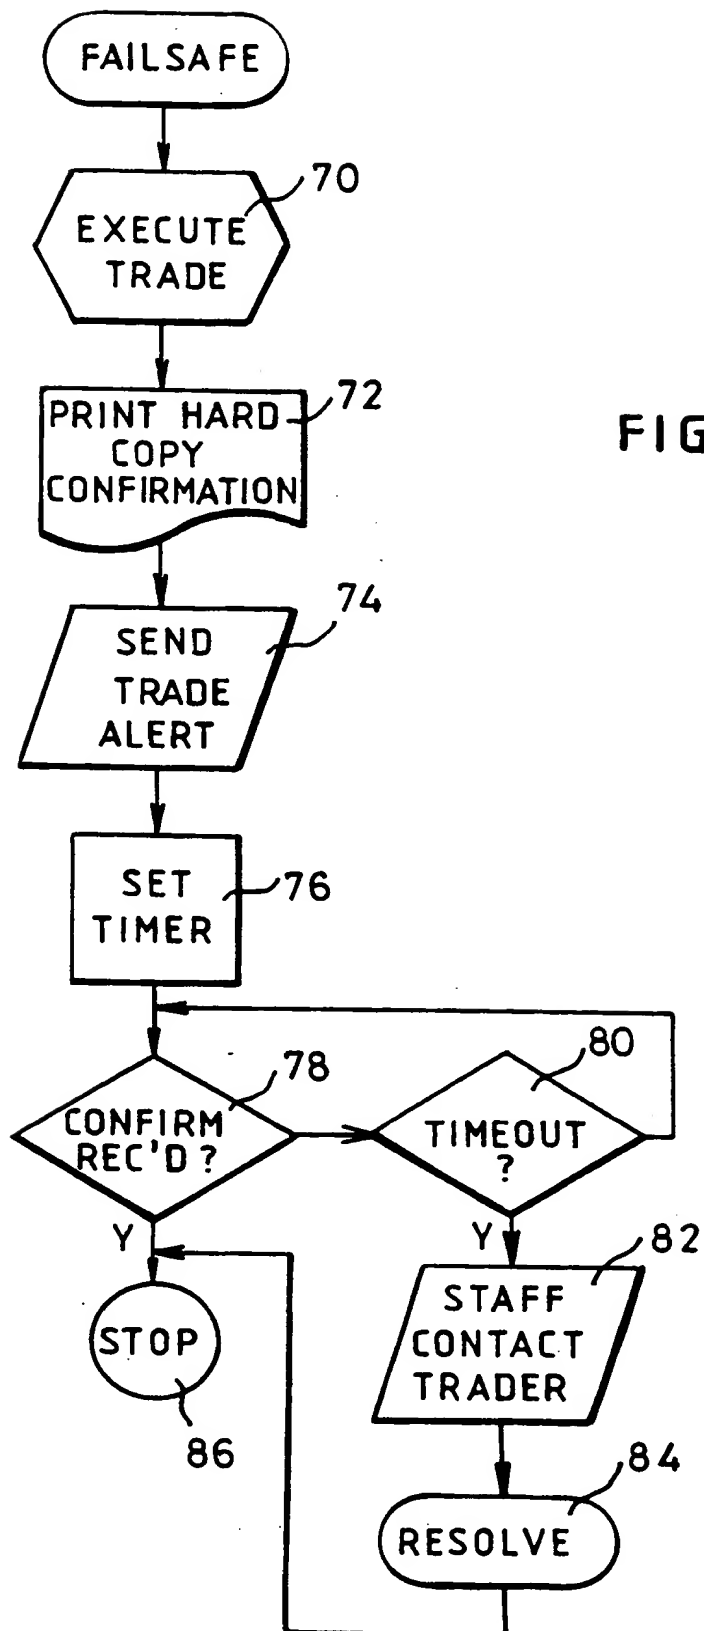 FAILSAFE
70
EXECUTE
TRADE
72
PRINT HARD
COPY
CONFIRMATION
FIG
74
SEND
TRADE
ALERT
76
SET
TIMER
78
CONFIRM
REC'D ?
80
TIMEOUT
?
Y
Y
82
STAFF
CONTACT
TRADER
STOP
86
84
RESOLVE